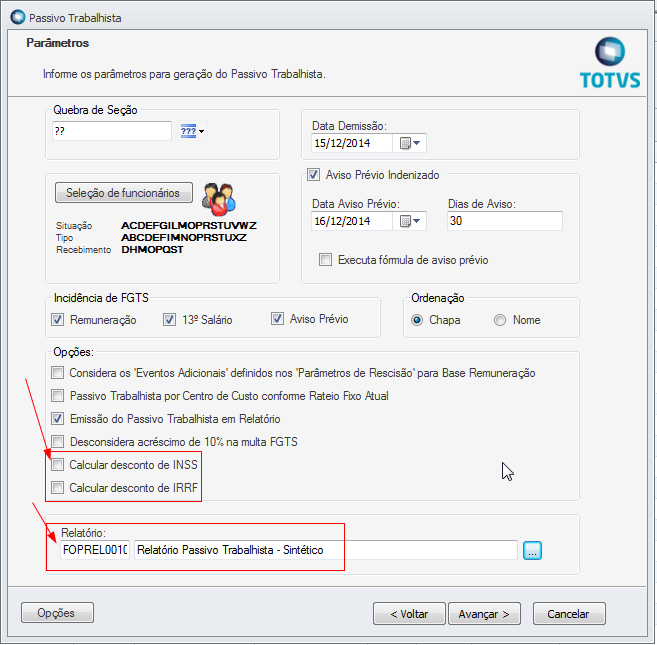 Passivo Trabalhista
Parâmetros
Informe os parâmetros para geração do Passivo Trabalhista.
TOTVS
Quebra de Seção
??
???
Data Demissão:
15/12/2014
Seleção de funcionários
Situação ACDEFGILMOPRSTUVWZ
Tipo ABCDEFIMNOPRSTUXZ
Recebimento DHMOPQST
Aviso Prévio Indenizado
Data Aviso Prévio: Dias de Aviso:
16/12/2014 30
Executa fórmula de aviso prévio
Incidência de FGTS
Remuneração 13º Salário Aviso Prévio
Ordenação
Chapa Nome
Opções:
Considera os 'Eventos Adicionais' definidos nos 'Parâmetros de Rescisão' para Base Remuneração
Passivo Trabalhista por Centro de Custo conforme Rateio Fixo Atual
Emissão do Passivo Trabalhista em Relatório
Desconsidera acréscimo de 10% na multa FGTS
Calcular desconto de INSS
Calcular desconto de IRRF
Relatório:
FOPREL0010 Relatório Passivo Trabalhista - Sintético ...
Opções < Voltar Avançar > Cancelar